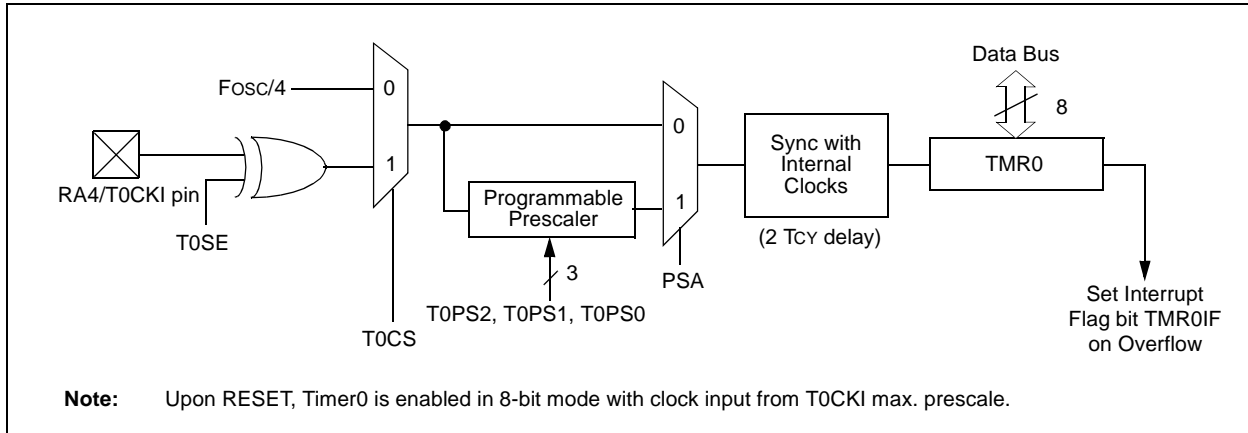 Data Bus
8
Fosc/4
0
1
RA4/T0CKI pin
T0SE
T0CS
Programmable
Prescaler
3
T0PS2, T0PS1, T0PS0
0
1
PSA
Sync with
Internal
Clocks
(2 TCY delay)
TMR0
Set Interrupt
Flag bit TMR0IF
on Overflow
Note: Upon RESET, Timer0 is enabled in 8-bit mode with clock input from T0CKI max. prescale.